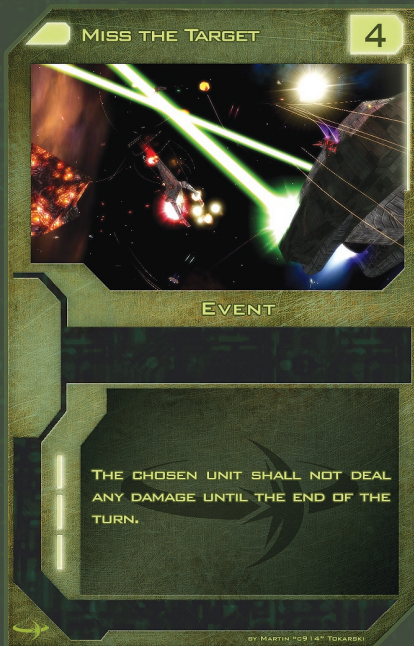 Miss the Target
4
Event
The chosen unit shall not deal
any damage until the end of the
turn.
by Martin "c914" Tokarski